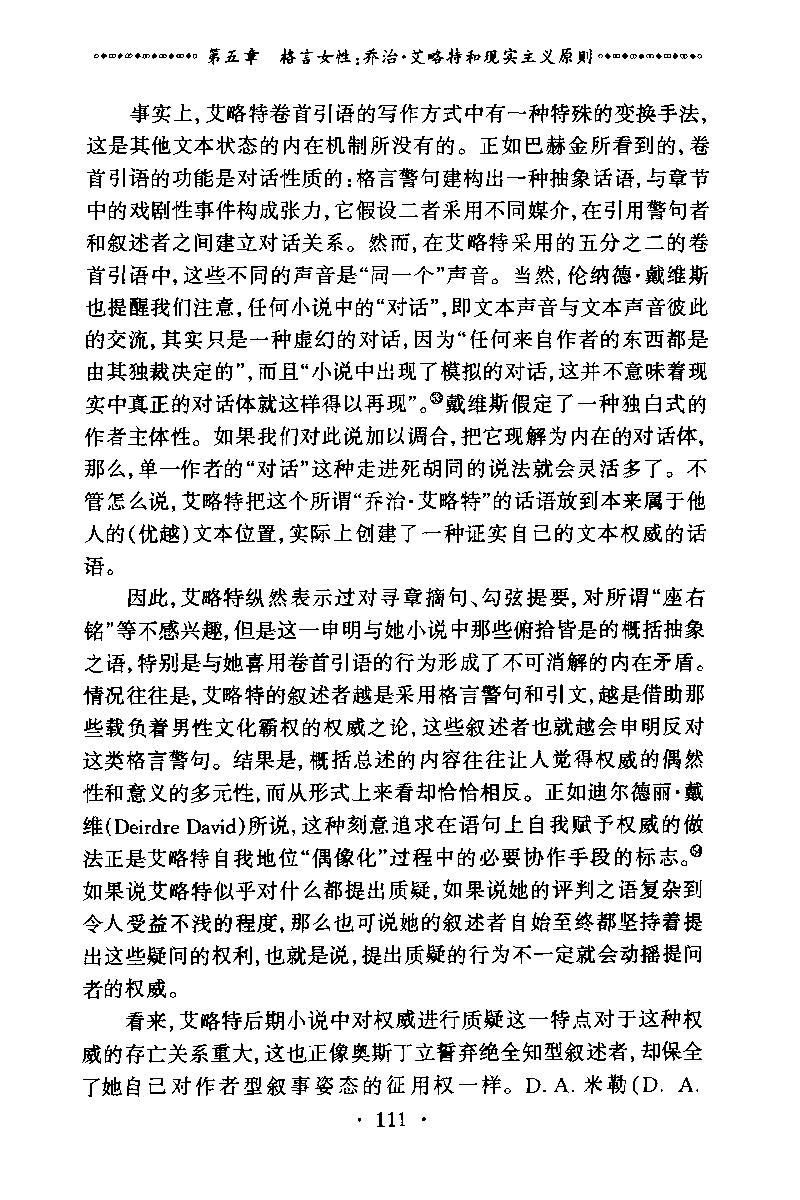 第五章 格言女性:乔治·艾略特和现实主义原则
事实上,艾略特卷首引语的写作方式中有一种特殊的变换手法,
这是其他文本状态的内在机制所没有的。正如巴赫金所看到的,卷
首引语的功能是对话性质的:格言警句建构出一种抽象话语,与章节
中的戏剧性事件构成张力,它假设二者采用不同媒介,在引用警句者
和叙述者之间建立对话关系。然而,在艾略特采用的五分之二的卷
首引语中,这些不同的声音是“同一个”声音。当然,伦纳德·戴维斯
也提醒我们注意,任何小说中的“对话”,即文本声音与文本声音彼此
的交流,其实只是一种虚幻的对话,因为“任何来自作者的东西都是
由其独裁决定的”,而且“小说中出现了模拟的对话,这并不意味着现
实中真正的对话体就这样得以再现”。戴维斯假定了一种独白式的
作者主体性。如果我们对此说加以调合,把它现解为内在的对话体,
那么,单一作者的“对话”这种走进死胡同的说法就会灵活多了。不
管怎么说,艾略特把这个所谓“乔治·艾略特”的话语放到本来属于他
人的(优越)文本位置,实际上创建了一种证实自己的文本权威的话
语。
因此,艾略特纵然表示过对寻章摘句、勾弦提要,对所谓“座右
铭”等不感兴趣,但是这一申明与她小说中那些俯拾皆是的概括抽象
之语,特别是与她喜用卷首引语的行为形成了不可消解的内在矛盾。
情况往往是,艾略特的叙述者越是采用格言警句和引文,越是借助那
些载负着男性文化霸权的权威之论,这些叙述者也就越会申明反对
这类格言警句。结果是,概括总述的内容往往让人觉得权威的偶然
性和意义的多元性,而从形式上来看却恰恰相反。正如迪尔德丽·戴
维(Deirdre David)所说,这种刻意追求在语句上自我赋予权威的做
法正是艾略特自我地位“偶像化”过程中的必要协作手段的标志。
如果说艾略特似乎对什么都提出质疑,如果说她的评判之语复杂到
令人受益不浅的程度,那么也可说她的叙述者自始至终都坚持着提
出这些疑问的权利,也就是说,提出质疑的行为不一定就会动摇提问
者的权威。
看来,艾略特后期小说中对权威进行质疑这一特点对于这种权
威的存亡关系重大,这也正像奥斯丁立誓弃绝全知型叙述者,却保全
了她自己对作者型叙事姿态的征用权一样。D. A. 米勒(D. A.
· 111 ·